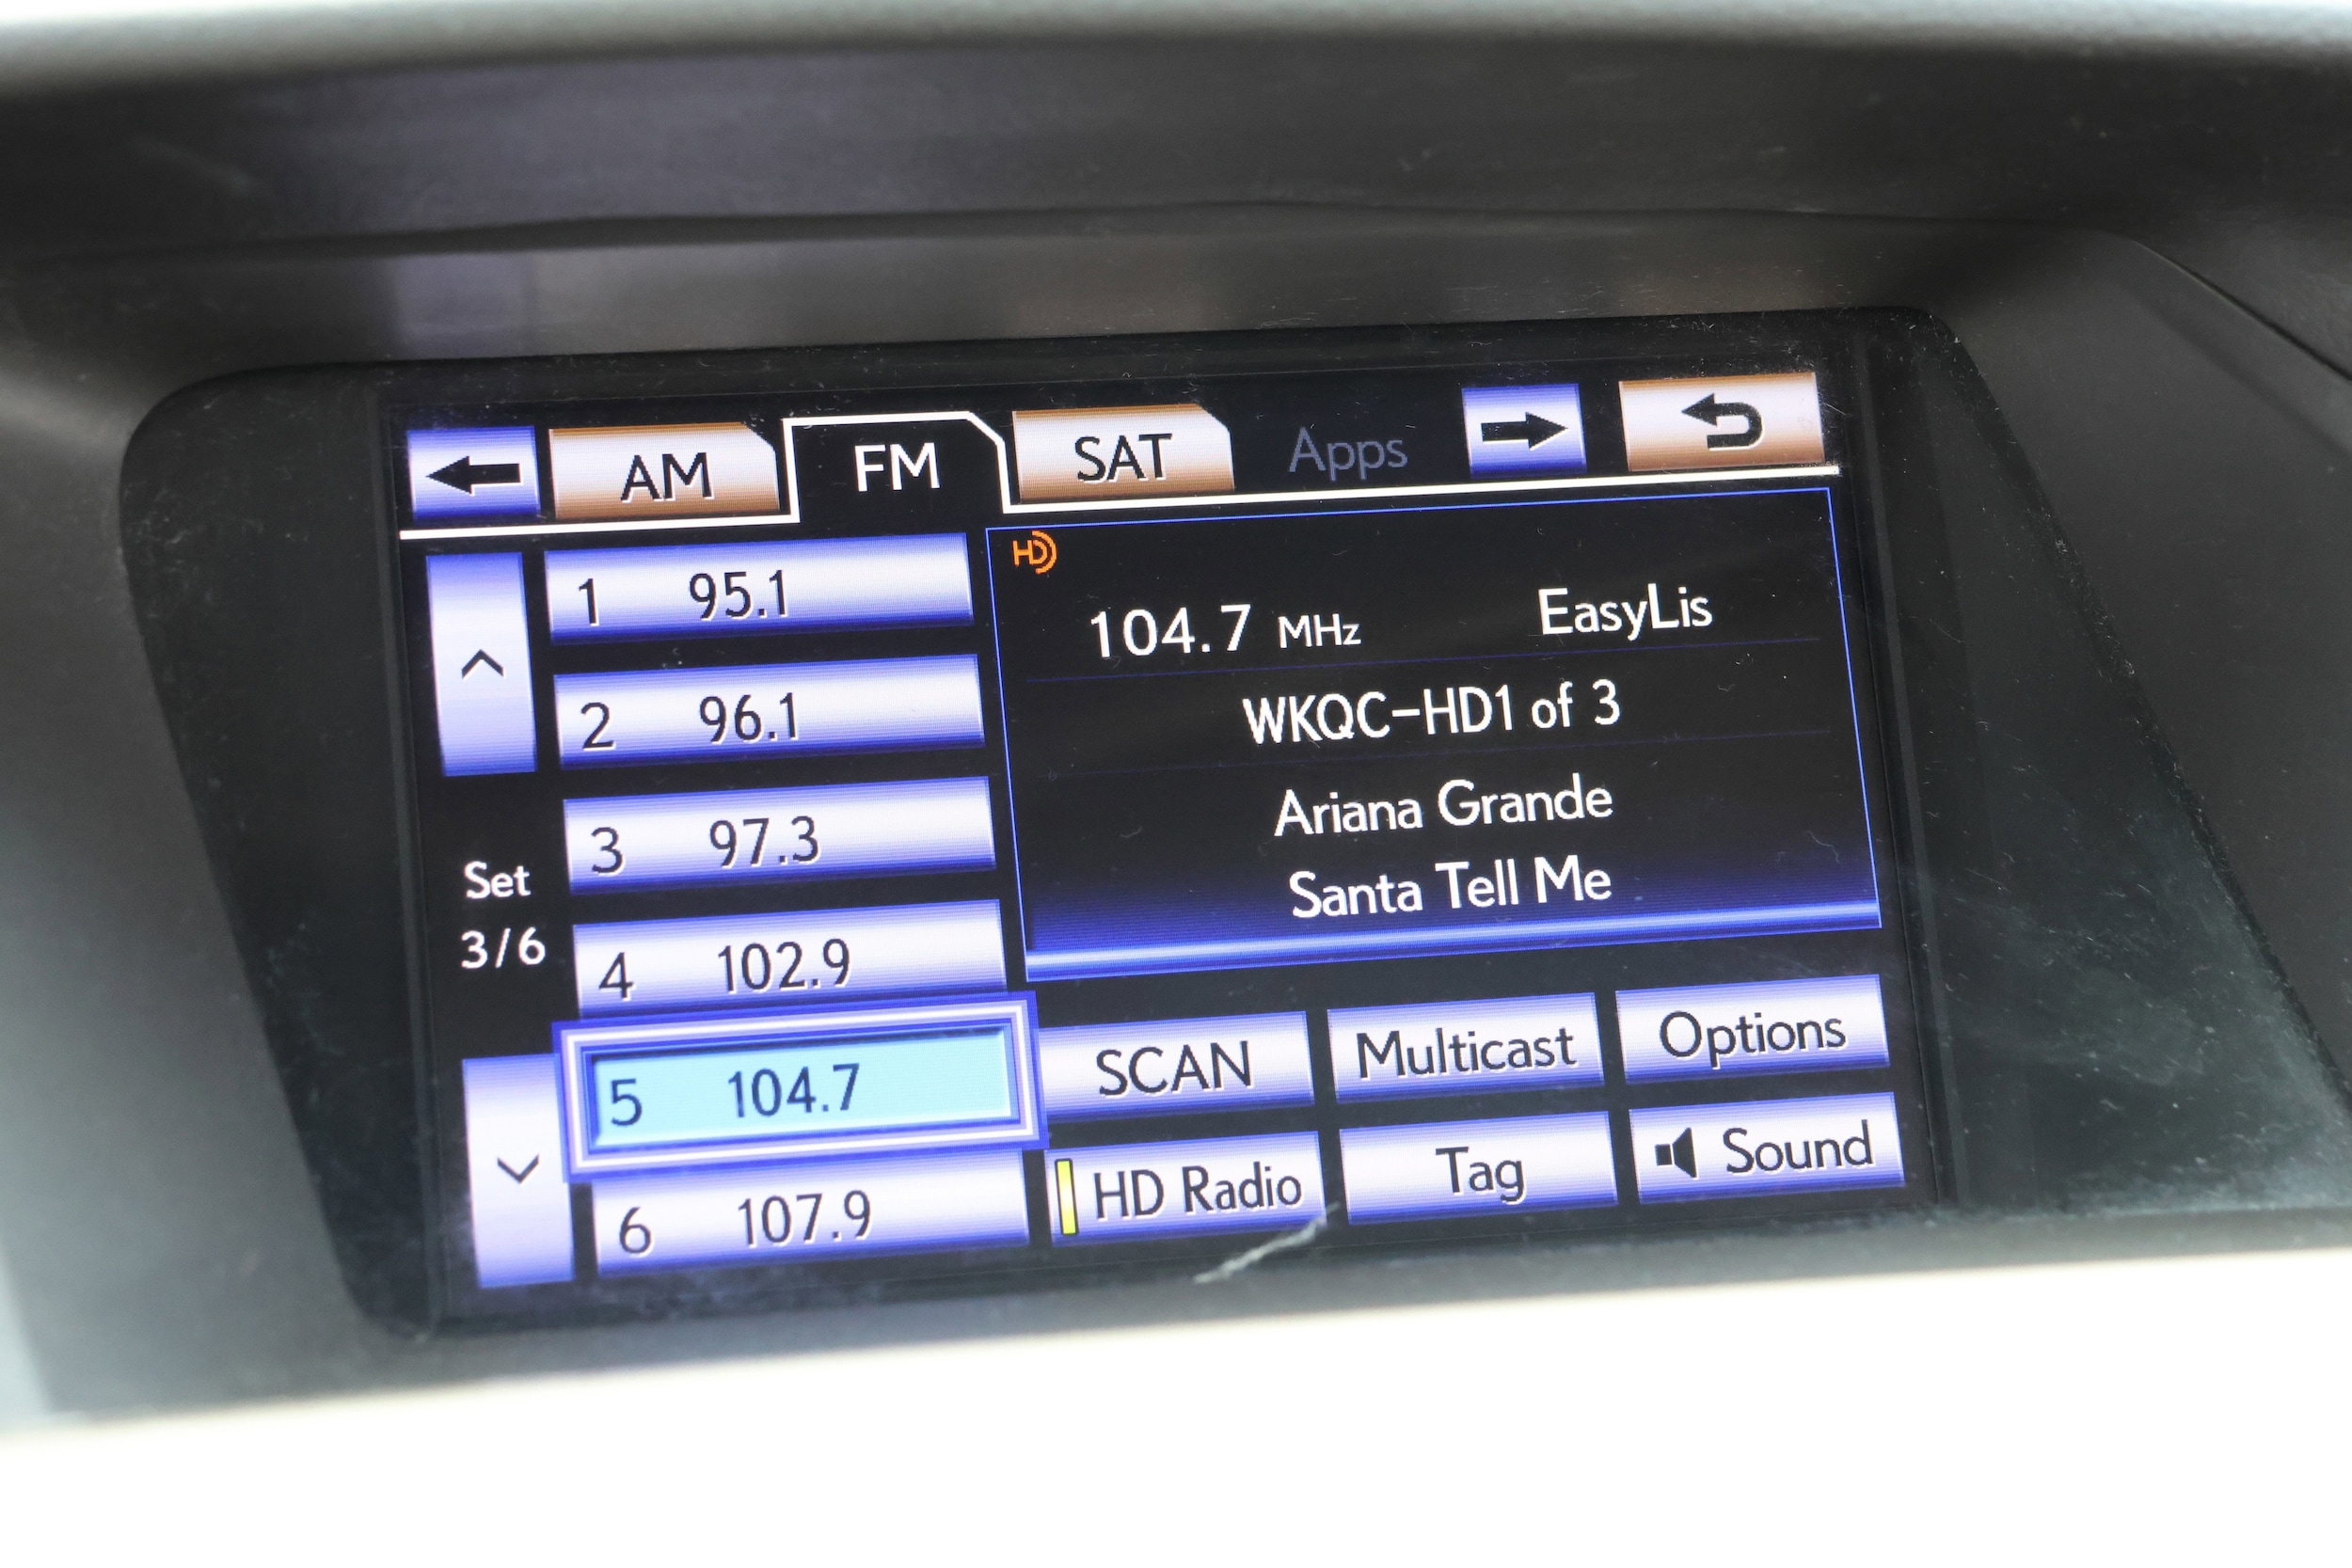 AM FM SAT Apps
HD
1 95.1
2 96.1
3 97.3
4 102.9
5 104.7
6 107.9
Set
3/6
104.7 MHz EasyLis
WKQC-HD1 of 3
Ariana Grande
Santa Tell Me
SCAN Multicast Options
HD Radio Tag Sound